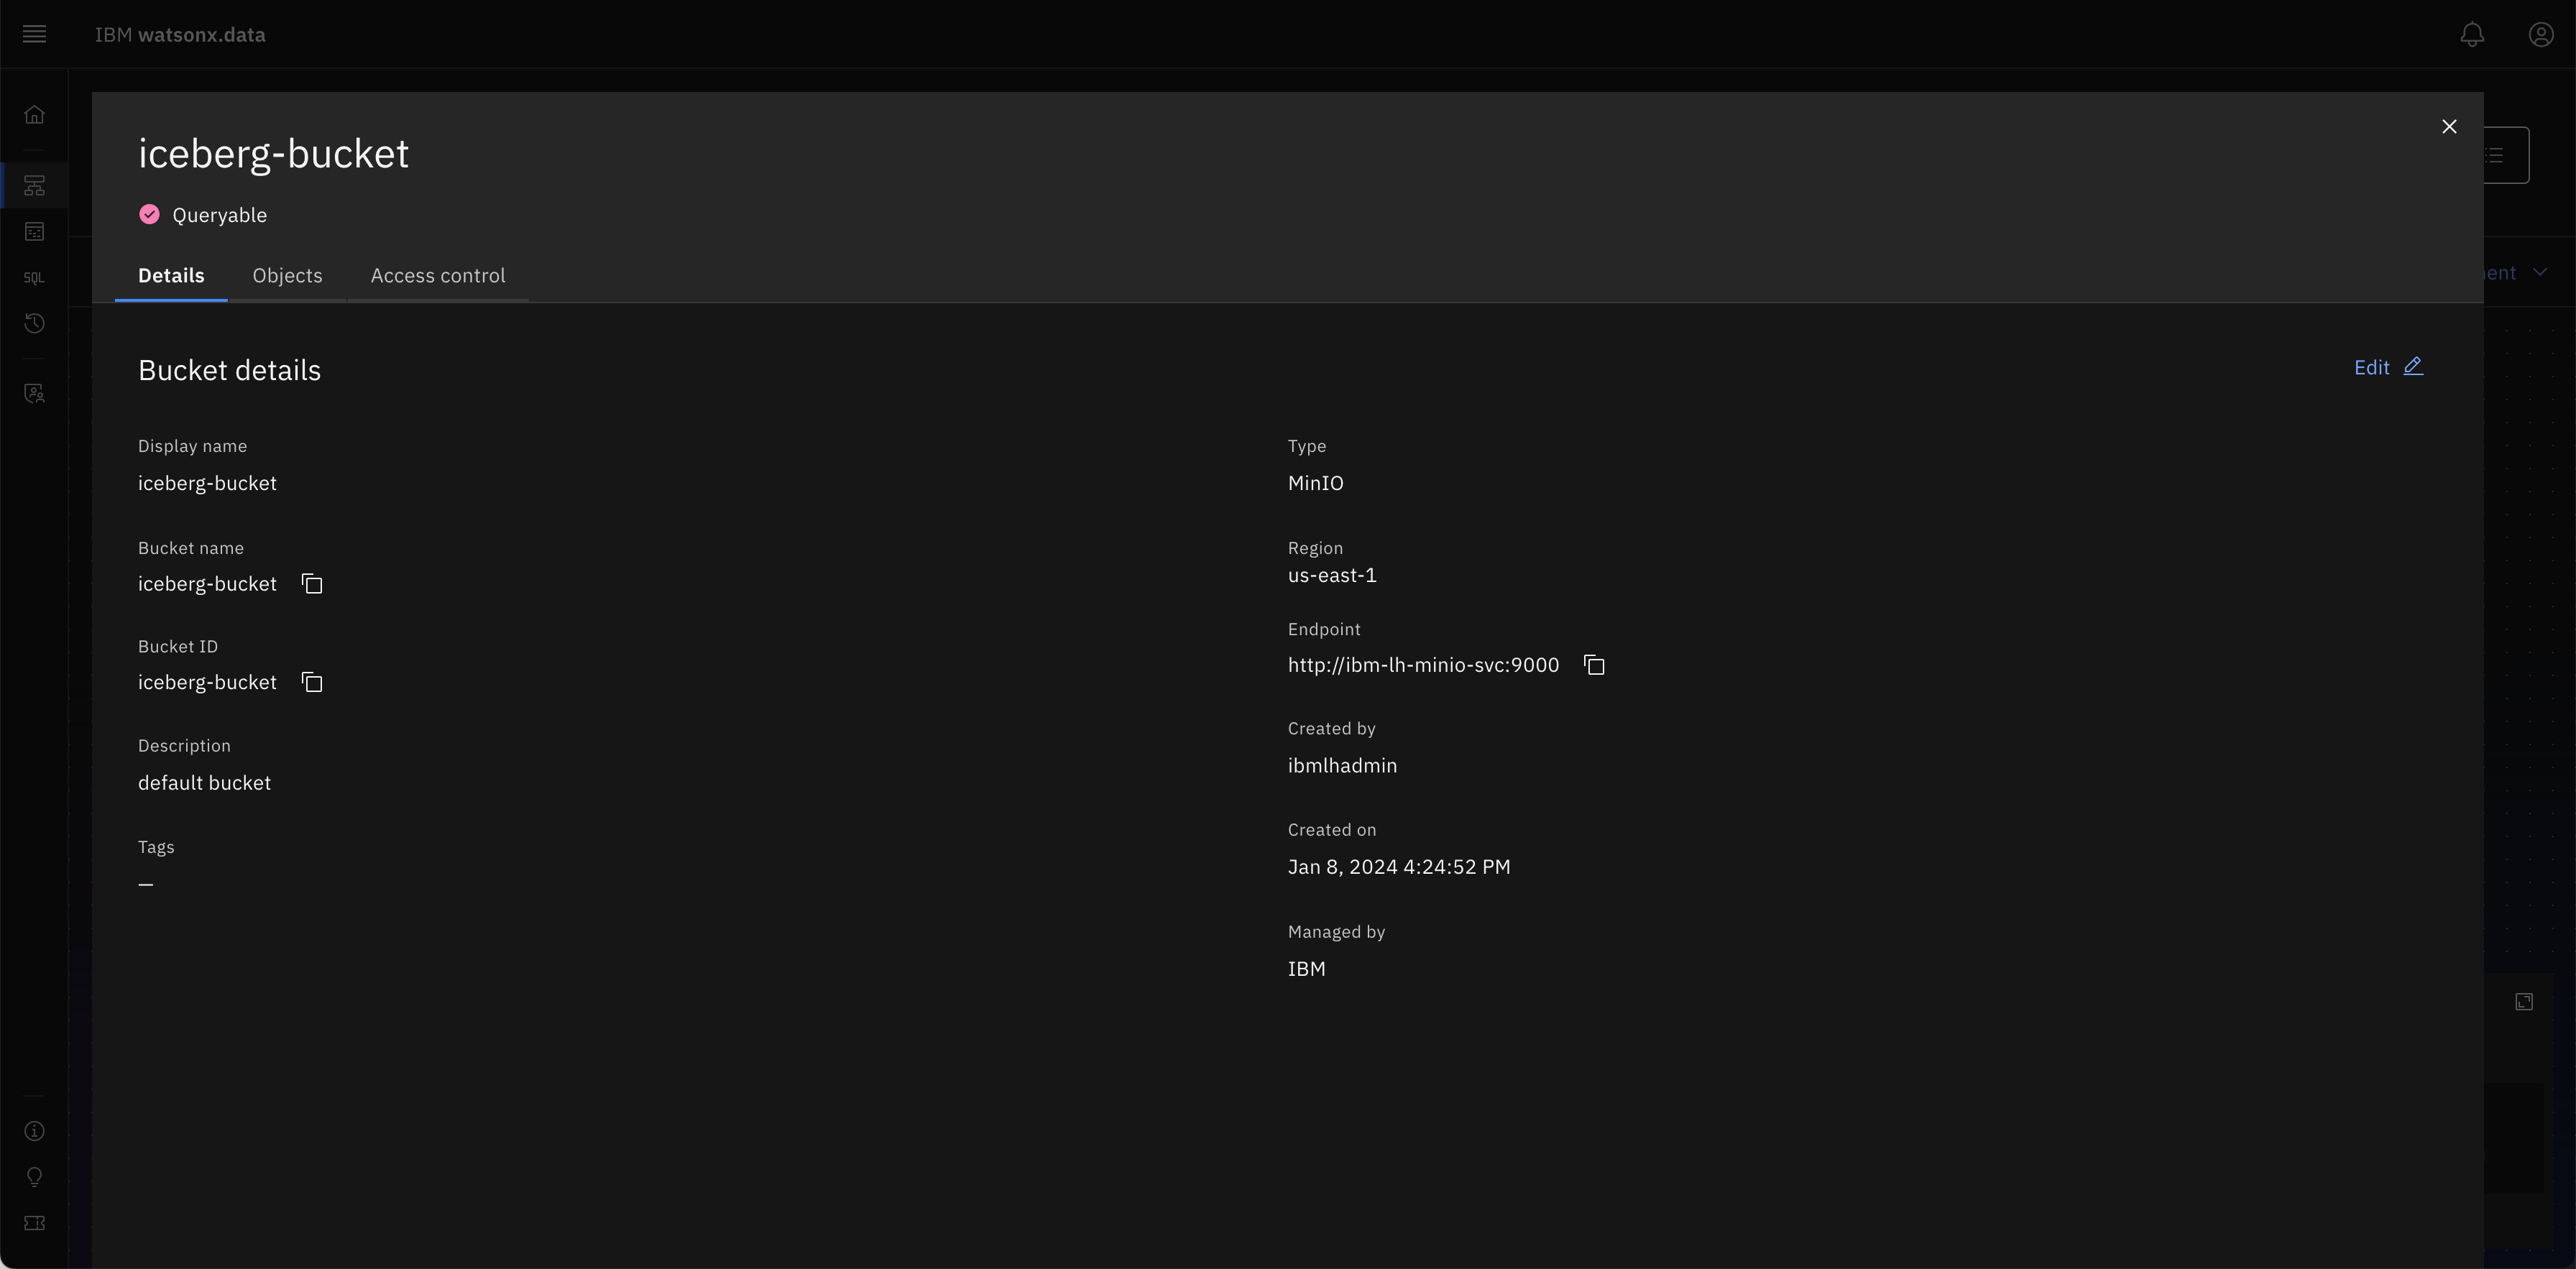 IBM watsonx.data
iceberg-bucket
Queryable
Details Objects Access control
SQL
Bucket details
Edit
Display name
iceberg-bucket
Bucket name
iceberg-bucket
Bucket ID
iceberg-bucket
Description
default bucket
Tags
—
Type
MinIO
Region
us-east-1
Endpoint
http://ibm-lh-minio-svc:9000
Created by
ibmlhadmin
Created on
Jan 8, 2024 4:24:52 PM
Managed by
IBM